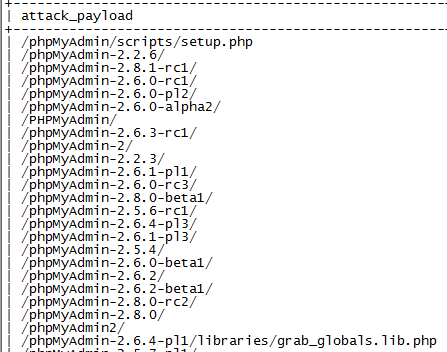 attack_payload
/phpMyAdmin/scripts/setup.php
/phpMyAdmin-2.2.6/
/phpMyAdmin-2.8.1-rc1/
/phpMyAdmin-2.6.0-rc1/
/phpMyAdmin-2.6.0-pl2/
/phpMyAdmin-2.6.0-alpha2/
/PHPMyAdmin/
/phpMyAdmin-2.6.3-rc1/
/phpMyAdmin-2/
/phpMyAdmin-2.2.3/
/phpMyAdmin-2.6.1-pl1/
/phpMyAdmin-2.6.0-rc3/
/phpMyAdmin-2.8.0-beta1/
/phpMyAdmin-2.5.6-rc1/
/phpMyAdmin-2.6.4-pl3/
/phpMyAdmin-2.6.1-pl3/
/phpMyAdmin-2.5.4/
/phpMyAdmin-2.6.0-beta1/
/phpMyAdmin-2.6.2/
/phpMyAdmin-2.6.2-beta1/
/phpMyAdmin-2.8.0-rc2/
/phpMyAdmin-2.8.0/
/phpMyAdmin2/
/phpMyAdmin-2.6.4-pl1/libraries/grab_globals.lib.php
/phpMyAdmin-2.5.7-pl1/